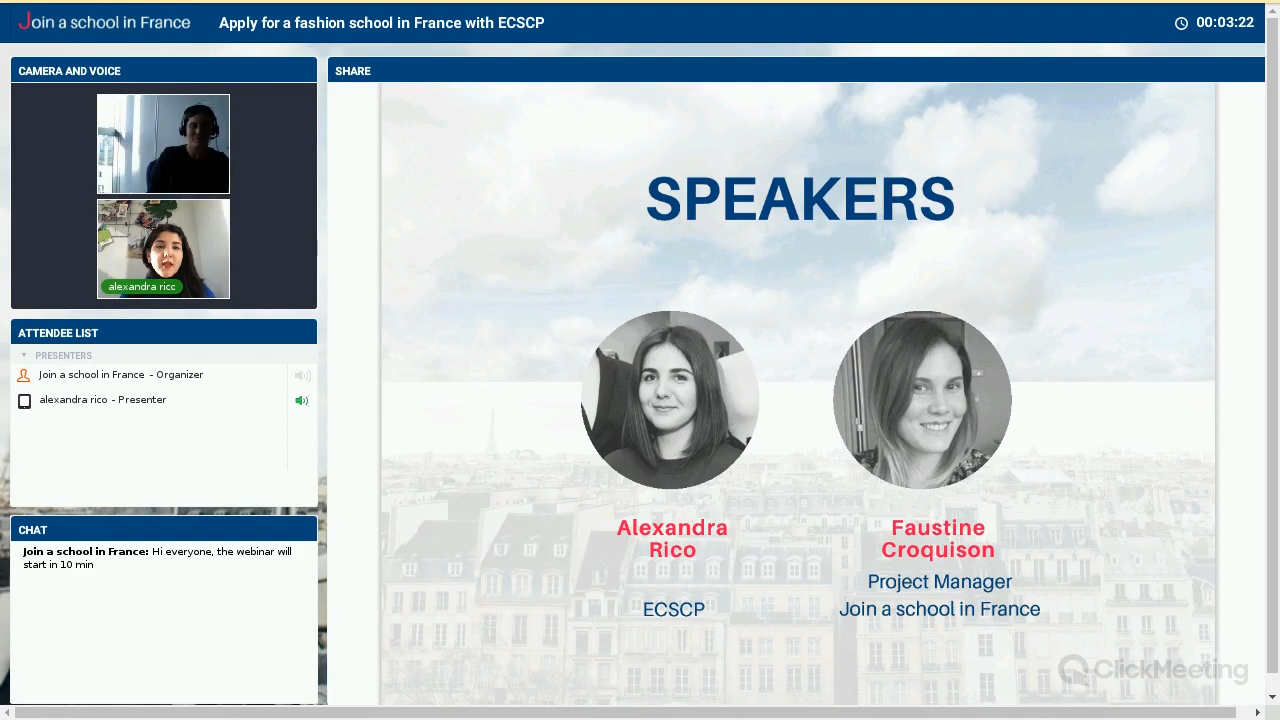 Join a school in France
Apply for a fashion school in France with ECSCP
00:03:22
CAMERA AND VOICE
alexandra rico
ATTENDEE LIST
PRESENTERS
Join a school in France - Organizer
alexandra rico - Presenter
CHAT
Join a school in France: Hi everyone, the webinar will
start in 10 min
SHARE
SPEAKERS
Alexandra
Rico
ECSCP
Faustine
Croquison
Project Manager
Join a school in France
ClickMeeting